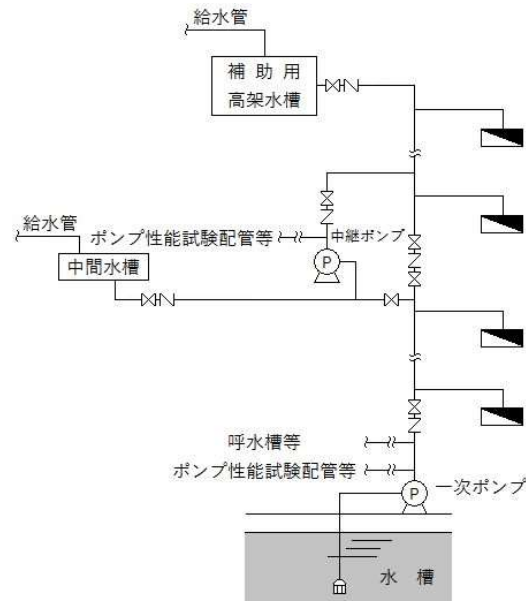 給水管
補助用
高架水槽
給水管
ポンプ性能試験配管等
中継ポンプ
P
中間水槽
呼水槽等
ポンプ性能試験配管等
P
一次ポンプ
水槽